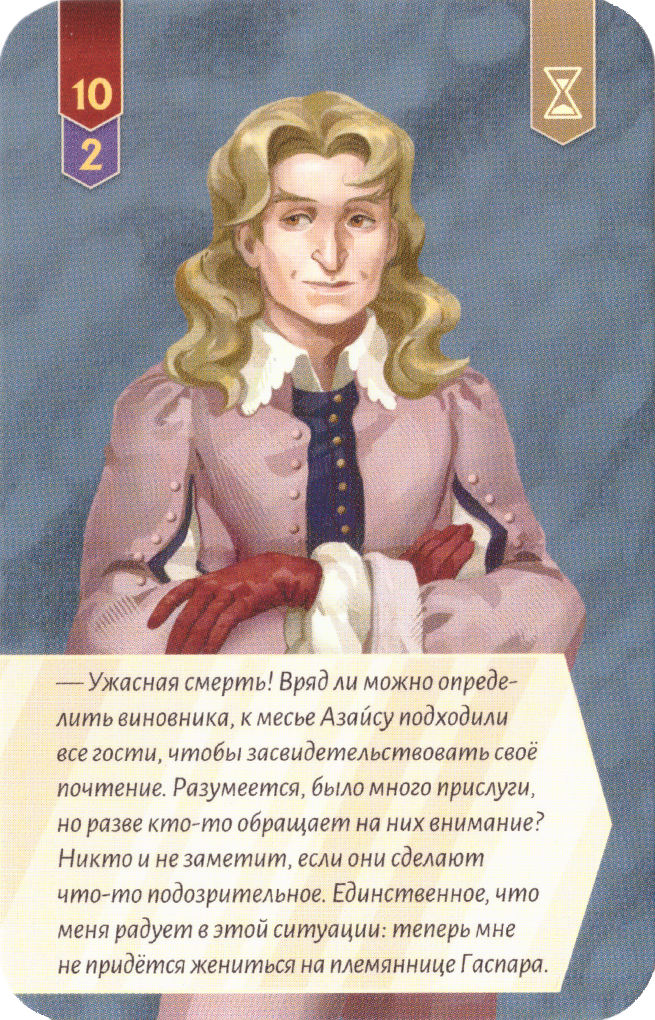 10
2
— Ужасная смерть! Вряд ли можно опреде-
лить виновника, к месье Азаи́су подходили
все гости, чтобы засвидетельствовать своё
почтение. Разумеется, было много прислуги,
но разве кто-то обращает на них внимание?
Никто и не заметит, если они сделают
что-то подозрительное. Единственное, что
меня радует в этой ситуации: теперь мне
не придётся жениться на племяннице Гаспара.